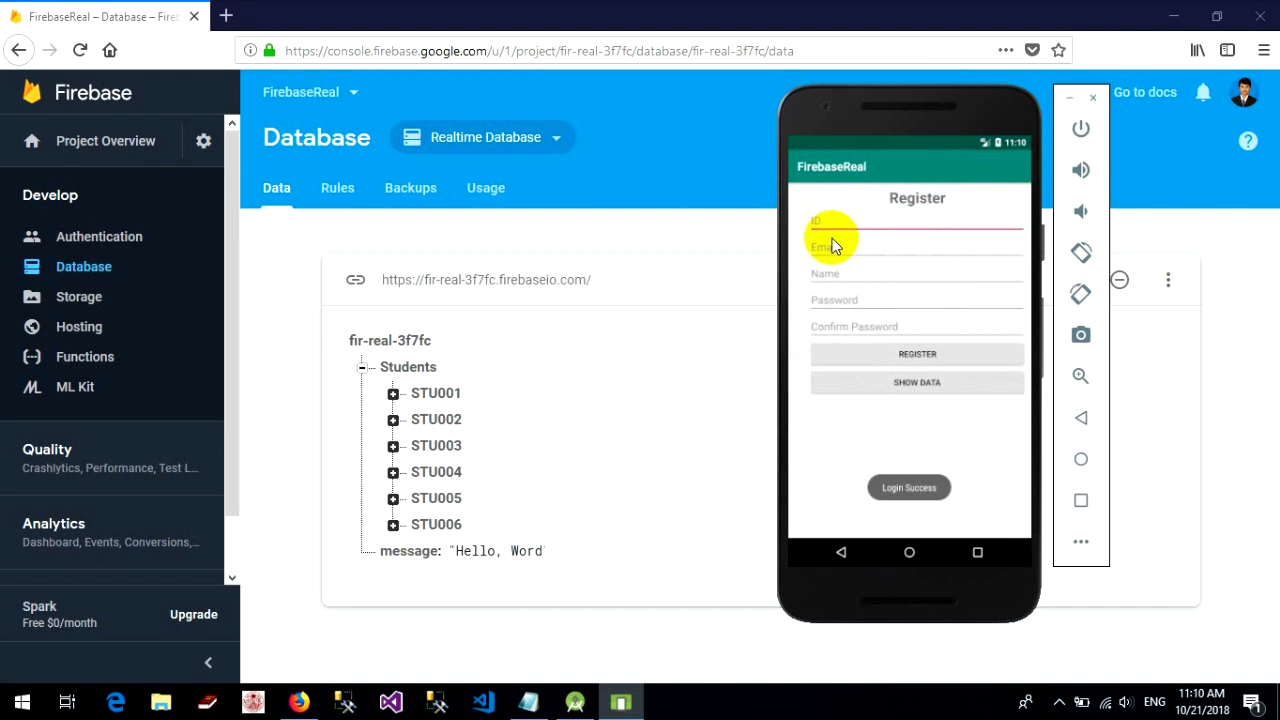 FirebaseReal – Database – Fire
https://console.firebase.google.com/u/1/project/fir-real-3f7fc/database/fir-real-3f7fc/data
Firebase
Project Overview
Develop
Authentication
Database
Storage
Hosting
Functions
ML Kit
Quality
Crashlytics, Performance, Test L...
Analytics
Dashboard, Events, Conversions,...
Spark
Free $0/month
Upgrade
FirebaseReal
Go to docs
Database
Realtime Database
Data
Rules
Backups
Usage
https://fir-real-3f7fc.firebaseio.com/
fir-real-3f7fc
Students
STU001
STU002
STU003
STU004
STU005
STU006
message: "Hello, Word"
11:10
FirebaseReal
Register
ID
Email
Name
Password
Confirm Password
REGISTER
SHOW DATA
Login Success
ENG
11:10 AM
10/21/2018
1